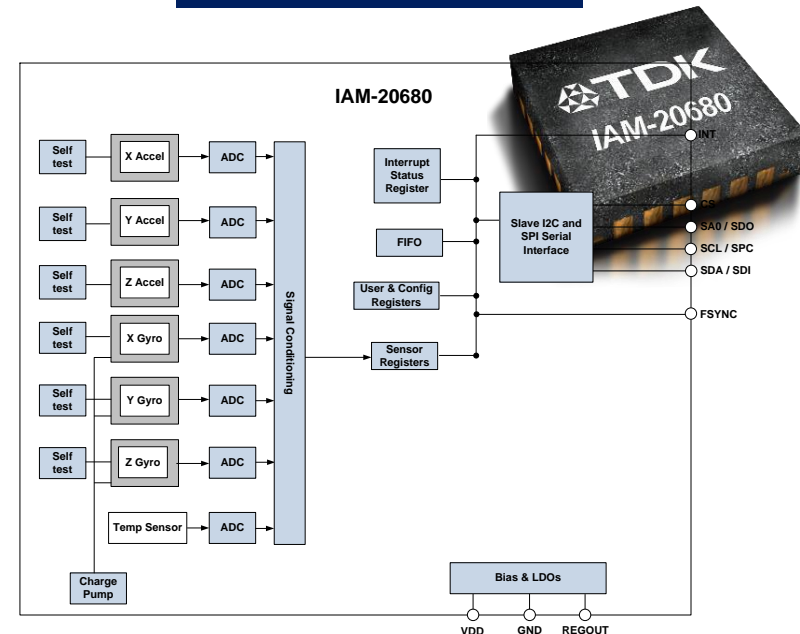 TDK
IAM-20680
IAM-20680
Self
test
X Accel
ADC
Self
test
Y Accel
ADC
Self
test
Z Accel
ADC
Self
test
X Gyro
ADC
Self
test
Y Gyro
ADC
Self
test
Z Gyro
ADC
Temp Sensor
ADC
Charge
Pump
Signal Conditioning
Interrupt
Status
Register
FIFO
User & Config
Registers
Sensor
Registers
Slave I2C and
SPI Serial
Interface
INT
CS
SA0 / SDO
SCL / SPC
SDA / SDI
FSYNC
Bias & LDOs
VDD
GND
REGOUT